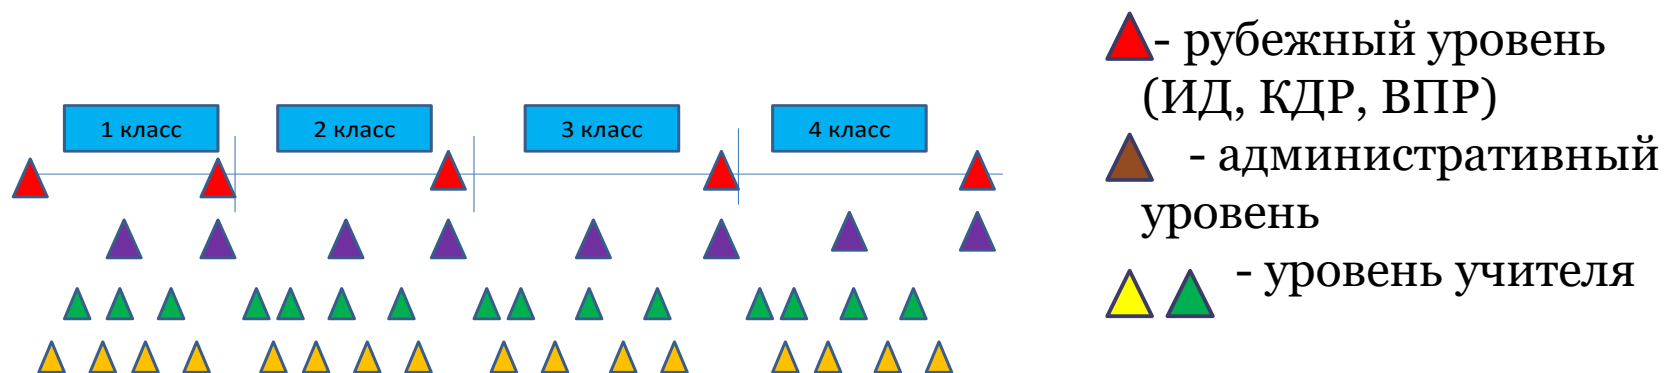 1 класс
2 класс
3 класс
4 класс
- рубежный уровень
(ИД, КДР, ВПР)
- административный
уровень
- уровень учителя